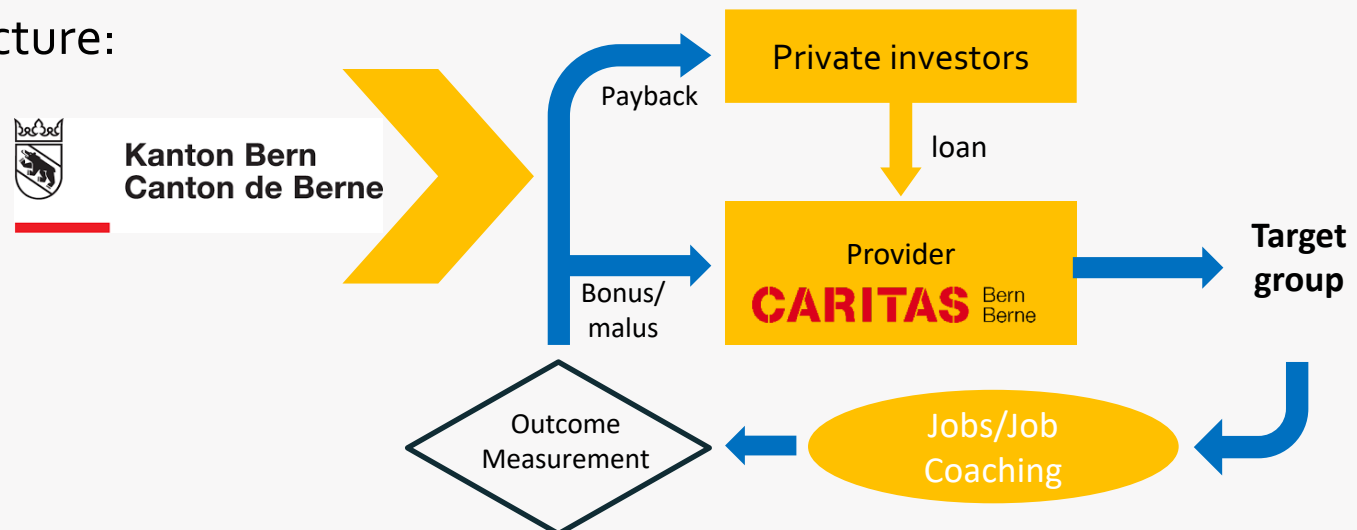 cture:
Kanton Bern
Canton de Berne
Private investors
Payback
loan
Provider
CARITAS Bern
Berne
Bonus/
malus
Target
group
Outcome
Measurement
Jobs/Job
Coaching